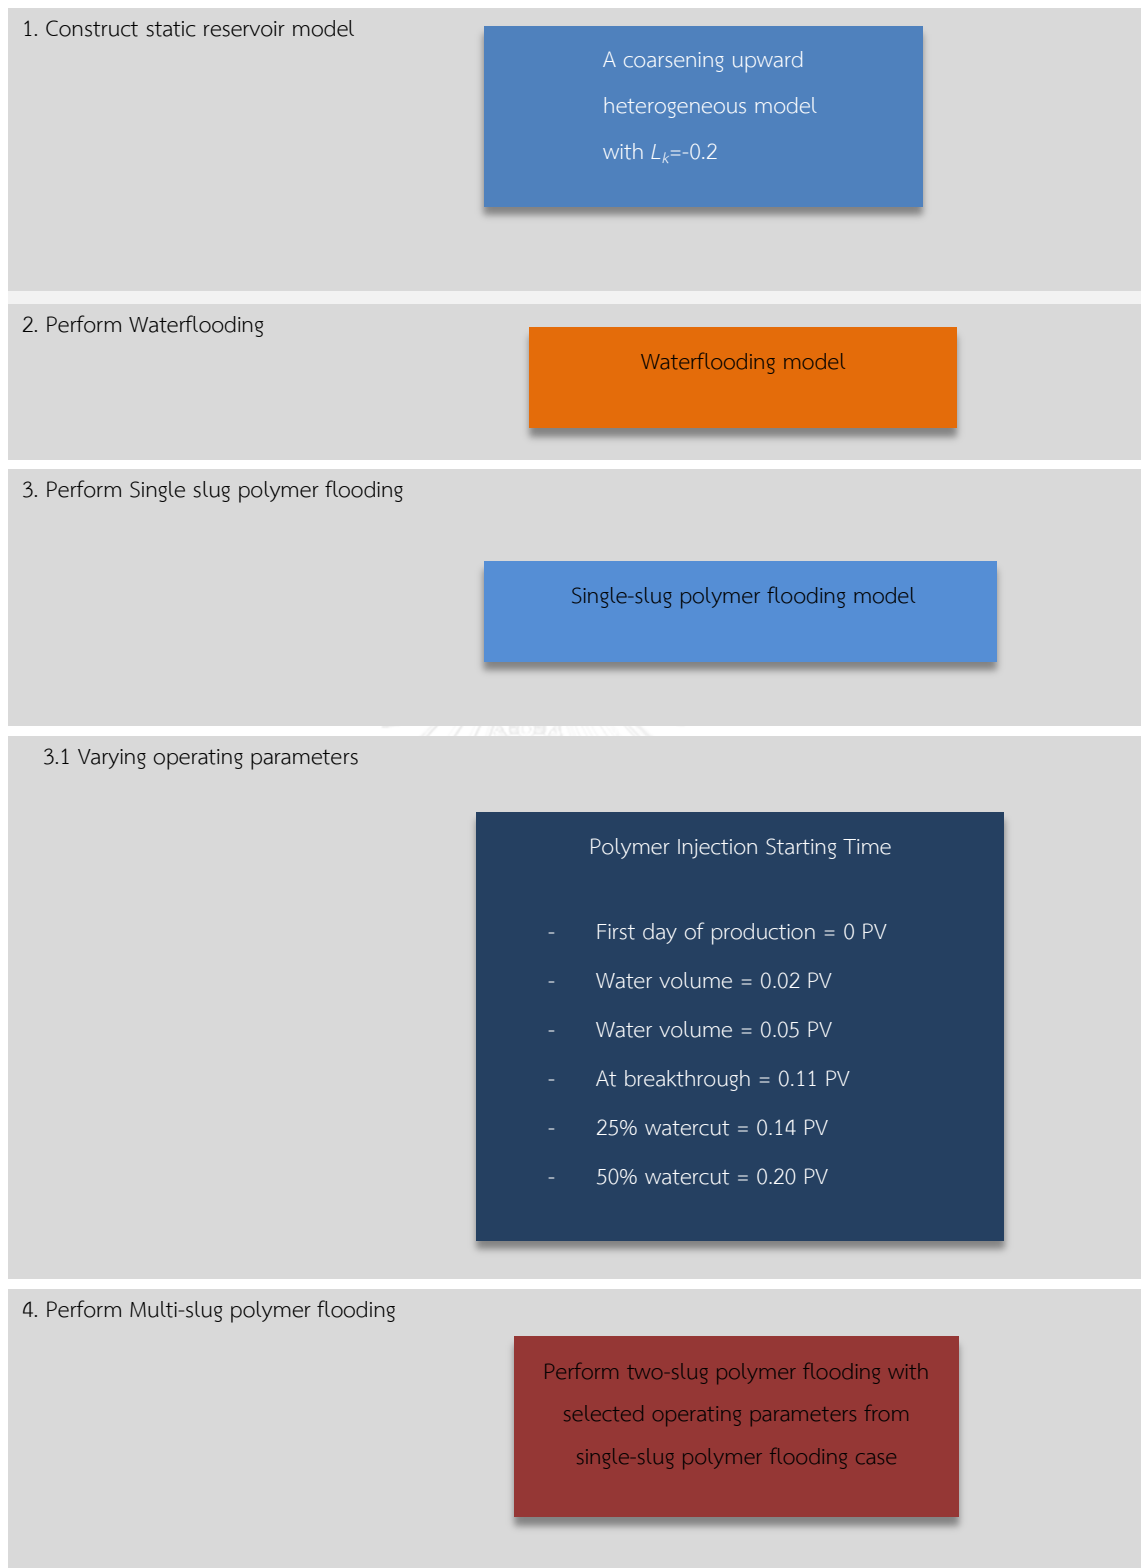 1. Construct static reservoir model
A coarsening upward
heterogeneous model
with Lk=-0.2
2. Perform Waterflooding
Waterflooding model
3. Perform Single slug polymer flooding
Single-slug polymer flooding model
3.1 Varying operating parameters
Polymer Injection Starting Time
- First day of production = 0 PV
- Water volume = 0.02 PV
- Water volume = 0.05 PV
- At breakthrough = 0.11 PV
- 25% watercut = 0.14 PV
- 50% watercut = 0.20 PV
4. Perform Multi-slug polymer flooding
Perform two-slug polymer flooding with
selected operating parameters from
single-slug polymer flooding case